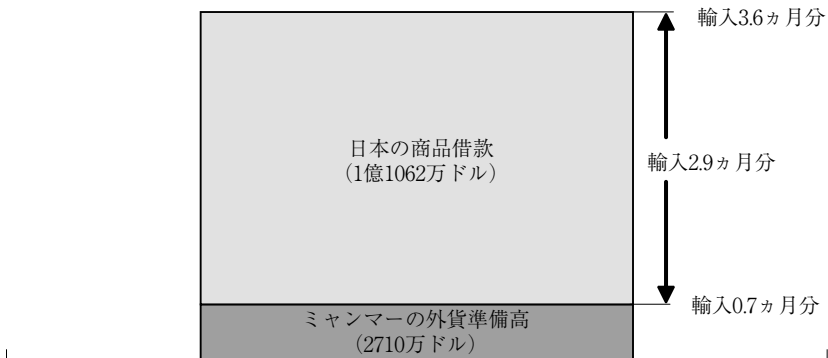 輸入3.6ヵ月分
日本の商品借款
（1億1062万ドル）
輸入2.9ヵ月分
輸入0.7ヵ月分
ミャンマーの外貨準備高
（2710万ドル）